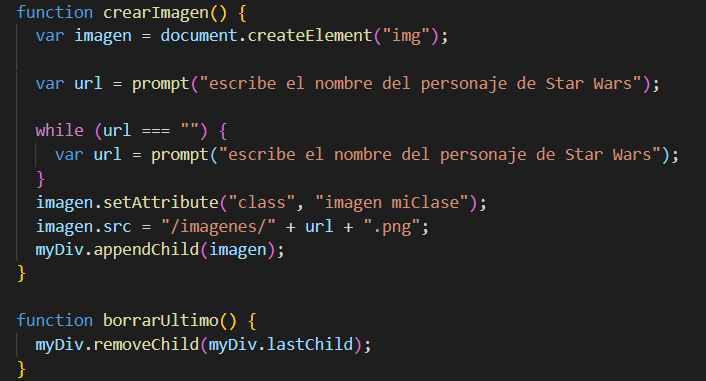 function crearImagen() {
  var imagen = document.createElement("img");

  var url = prompt("escribe el nombre del personaje de Star Wars");

  while (url === "") {
    var url = prompt("escribe el nombre del personaje de Star Wars");
  }
  imagen.setAttribute("class", "imagen miClase");
  imagen.src = "/imagenes/" + url + ".png";
  myDiv.appendChild(imagen);
}

function borrarUltimo() {
  myDiv.removeChild(myDiv.lastChild);
}